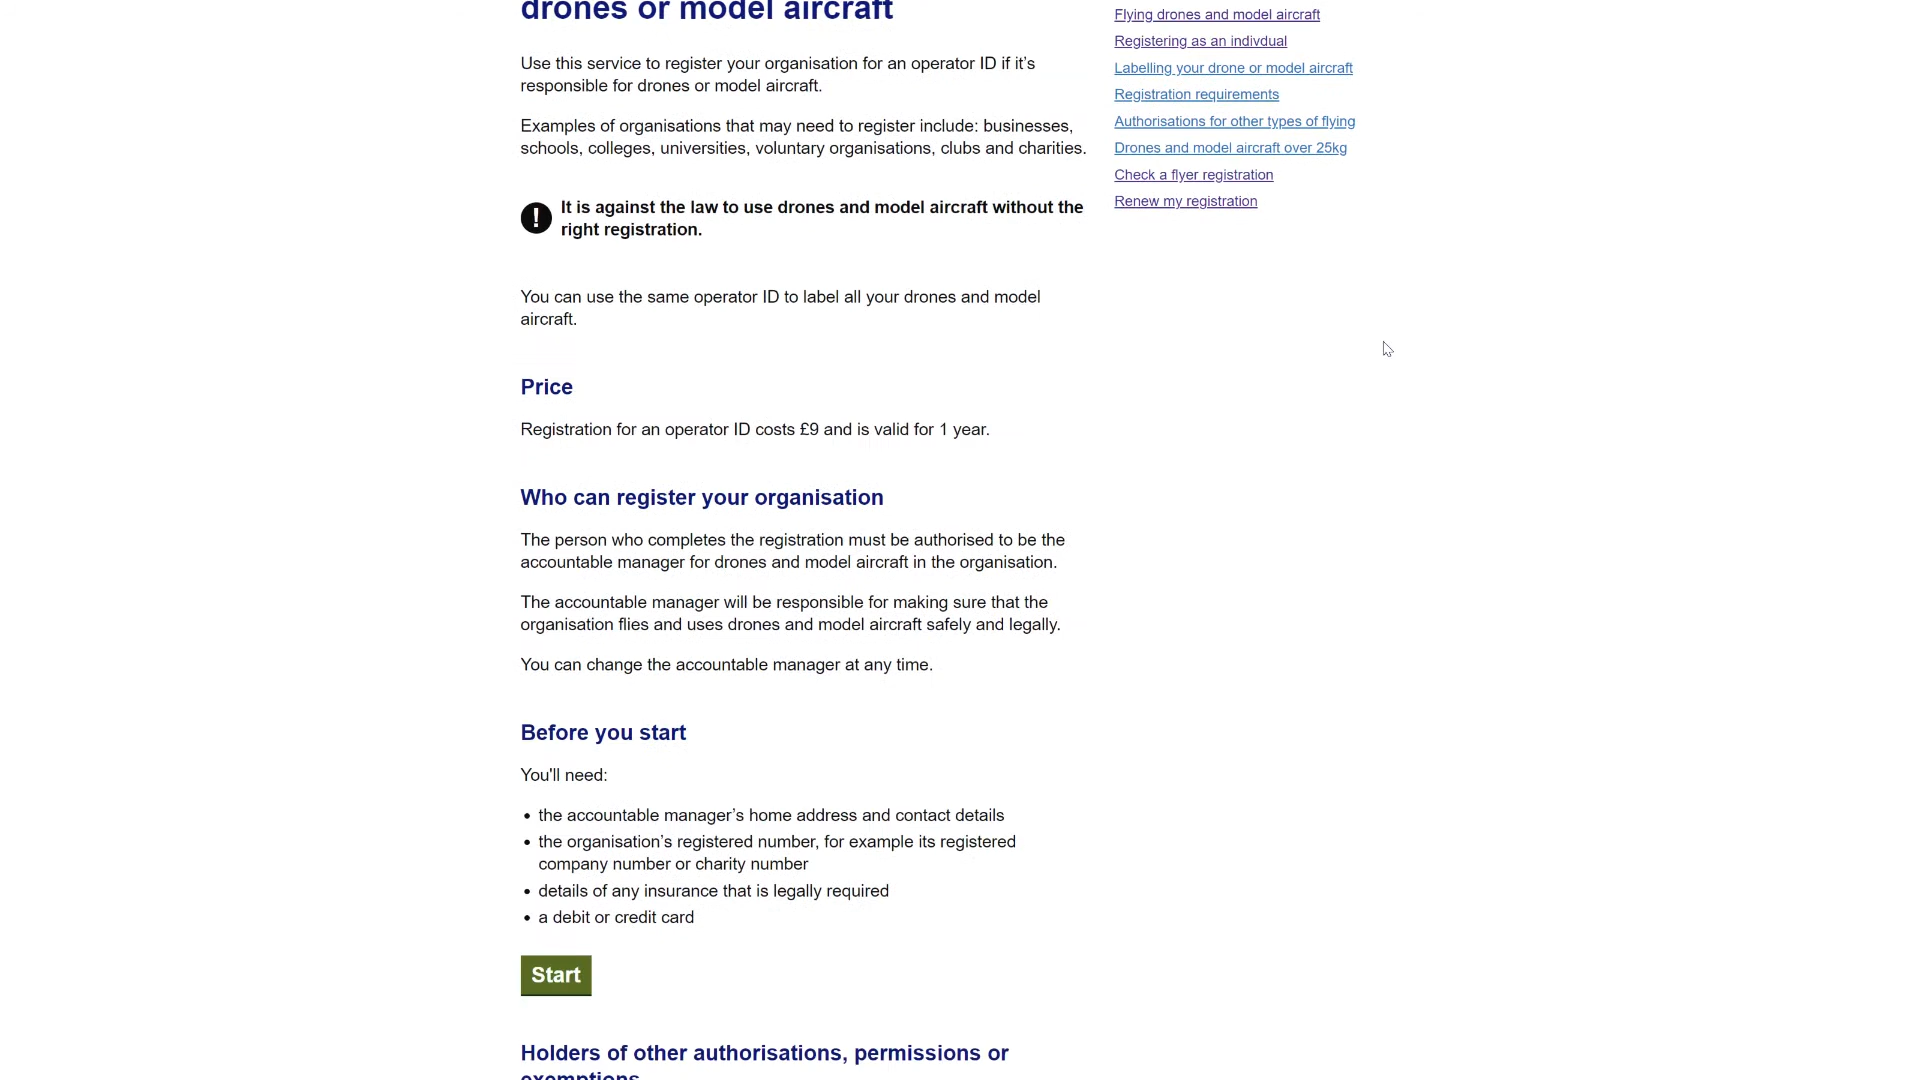 drones or model aircraft
Use this service to register your organisation for an operator ID if it’s
responsible for drones or model aircraft.
Examples of organisations that may need to register include: businesses,
schools, colleges, universities, voluntary organisations, clubs and charities.
It is against the law to use drones and model aircraft without the
right registration.
You can use the same operator ID to label all your drones and model
aircraft.
Price
Registration for an operator ID costs £9 and is valid for 1 year.
Who can register your organisation
The person who completes the registration must be authorised to be the
accountable manager for drones and model aircraft in the organisation.
The accountable manager will be responsible for making sure that the
organisation flies and uses drones and model aircraft safely and legally.
You can change the accountable manager at any time.
Before you start
You'll need:
• the accountable manager’s home address and contact details
• the organisation’s registered number, for example its registered
company number or charity number
• details of any insurance that is legally required
• a debit or credit card
Start
Holders of other authorisations, permissions or
exemptions
Flying drones and model aircraft
Registering as an indivdual
Labelling your drone or model aircraft
Registration requirements
Authorisations for other types of flying
Drones and model aircraft over 25kg
Check a flyer registration
Renew my registration